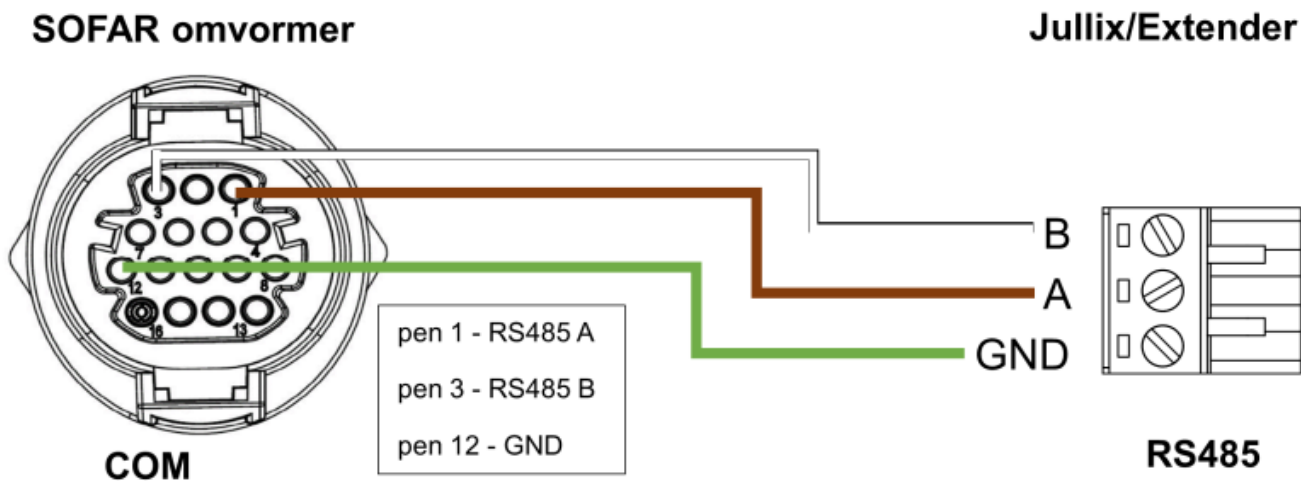 SOFAR omvormer
Jullix/Extender
3
1
7
4
12
8
16
13
B
A
GND
pen 1 - RS485 A
pen 3 - RS485 B
pen 12 - GND
COM
RS485